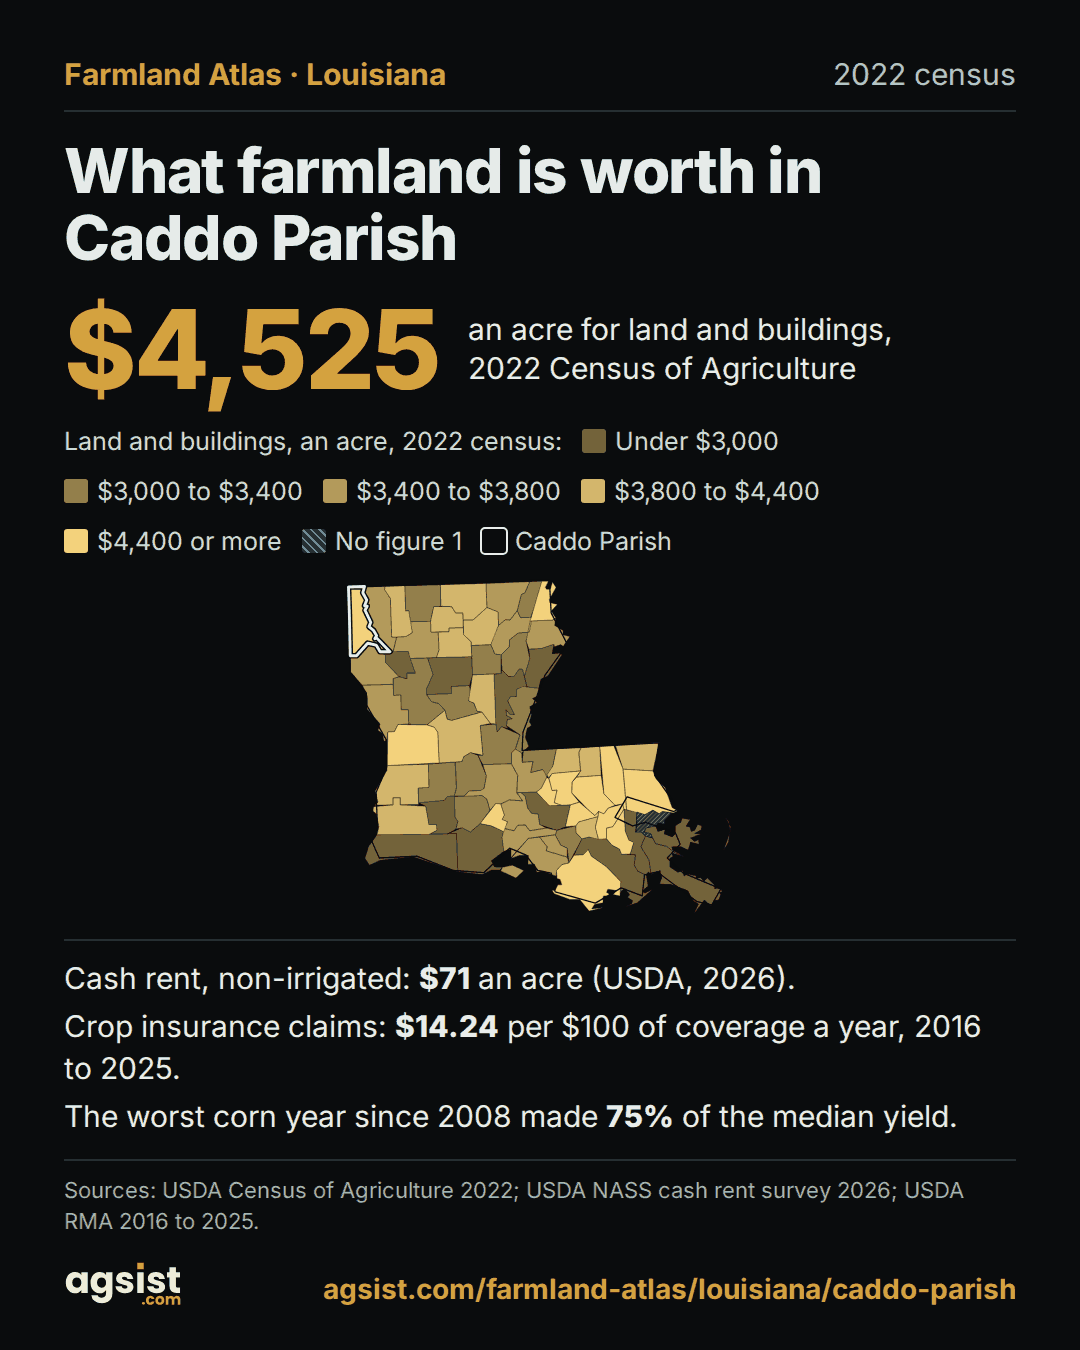 Farmland Atlas · Louisiana
2022 census
What farmland is worth in
Caddo Parish
$4,525
an acre for land and buildings,
2022 Census of Agriculture
Land and buildings, an acre, 2022 census: Under $3,000
$3,000 to $3,400 $3,400 to $3,800 $3,800 to $4,400
$4,400 or more No figure 1 Caddo Parish
Cash rent, non-irrigated: $71 an acre (USDA, 2026).
Crop insurance claims: $14.24 per $100 of coverage a year, 2016
to 2025.
The worst corn year since 2008 made 75% of the median yield.
Sources: USDA Census of Agriculture 2022; USDA NASS cash rent survey 2026; USDA
RMA 2016 to 2025.
agsist
.com
agsist.com/farmland-atlas/louisiana/caddo-parish